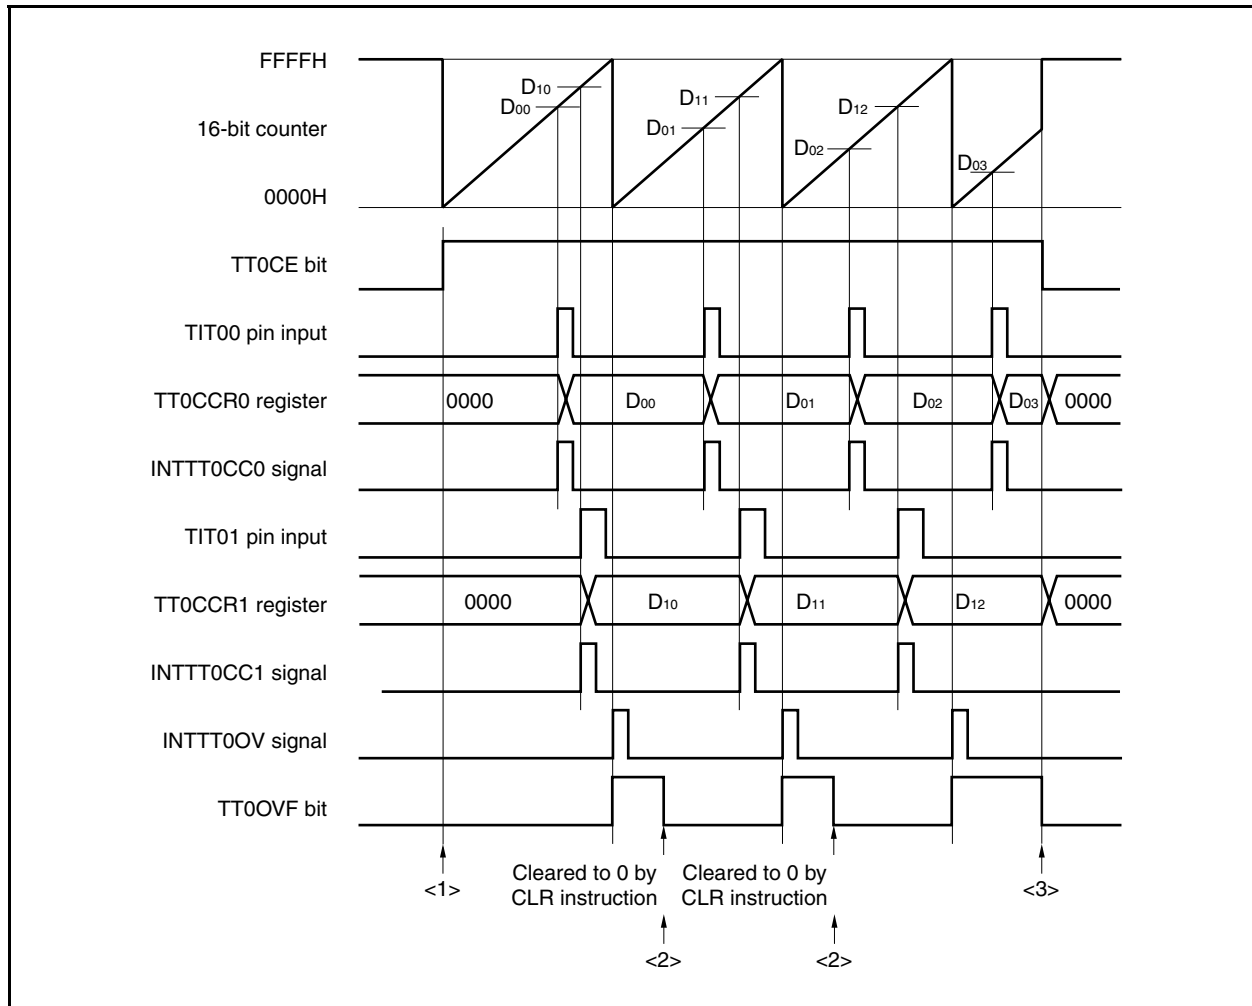 FFFFH
D10
D00
D11
D01
D12
D02
D03
16-bit counter
0000H
TT0CE bit
TIT00 pin input
TT0CCR0 register
0000 D00 D01 D02 D03 0000
INTTT0CC0 signal
TIT01 pin input
TT0CCR1 register
0000 D10 D11 D12 0000
INTTT0CC1 signal
INTTT0OV signal
TT0OVF bit
<1>
Cleared to 0 by
CLR instruction
<2>
Cleared to 0 by
CLR instruction
<2>
<3>